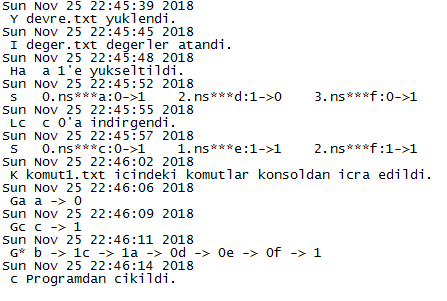 Sun Nov 25 22:45:39 2018
Y devre.txt yuklendi.
Sun Nov 25 22:45:45 2018
I deger.txt degerler atandi.
Sun Nov 25 22:45:48 2018
Ha a 1'e yukseltildi.
Sun Nov 25 22:45:52 2018
s 0.ns***a:0->1 2.ns***d:1->0 3.ns***f:0->1
Sun Nov 25 22:45:55 2018
Lc c 0'a indirgendi.
Sun Nov 25 22:45:57 2018
S 0.ns***c:0->1 1.ns***e:1->1 2.ns***f:1->1
Sun Nov 25 22:46:02 2018
K komut1.txt icindeki komutlar konsoldan icra edildi.
Sun Nov 25 22:46:06 2018
Ga a -> 0
Sun Nov 25 22:46:09 2018
Gc c -> 1
Sun Nov 25 22:46:11 2018
G* b -> 1c -> 1a -> 0d -> 0e -> 0f -> 1
Sun Nov 25 22:46:14 2018
c Programdan cikildi.